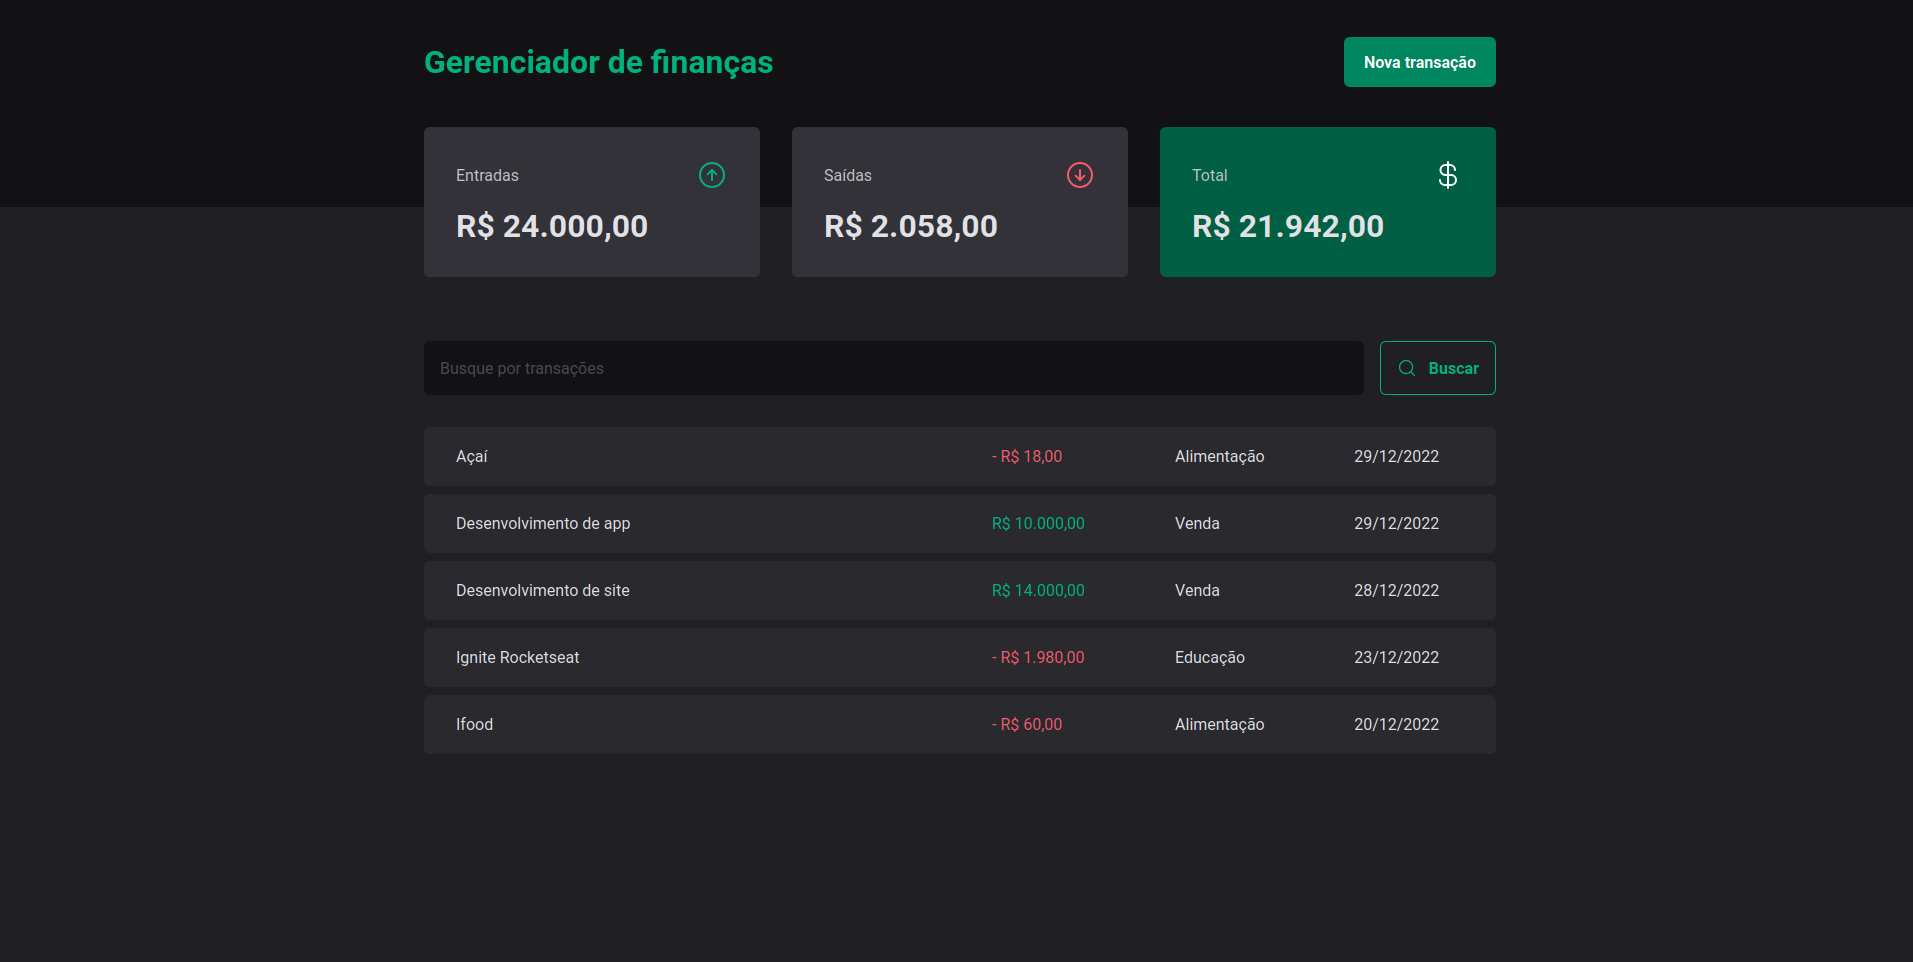 Gerenciador de finanças
Nova transação
Entradas
R$ 24.000,00
Saídas
R$ 2.058,00
Total
$
R$ 21.942,00
Busque por transações
Buscar
Açaí - R$ 18,00 Alimentação 29/12/2022
Desenvolvimento de app R$ 10.000,00 Venda 29/12/2022
Desenvolvimento de site R$ 14.000,00 Venda 28/12/2022
Ignite Rocketseat - R$ 1.980,00 Educação 23/12/2022
Ifood - R$ 60,00 Alimentação 20/12/2022